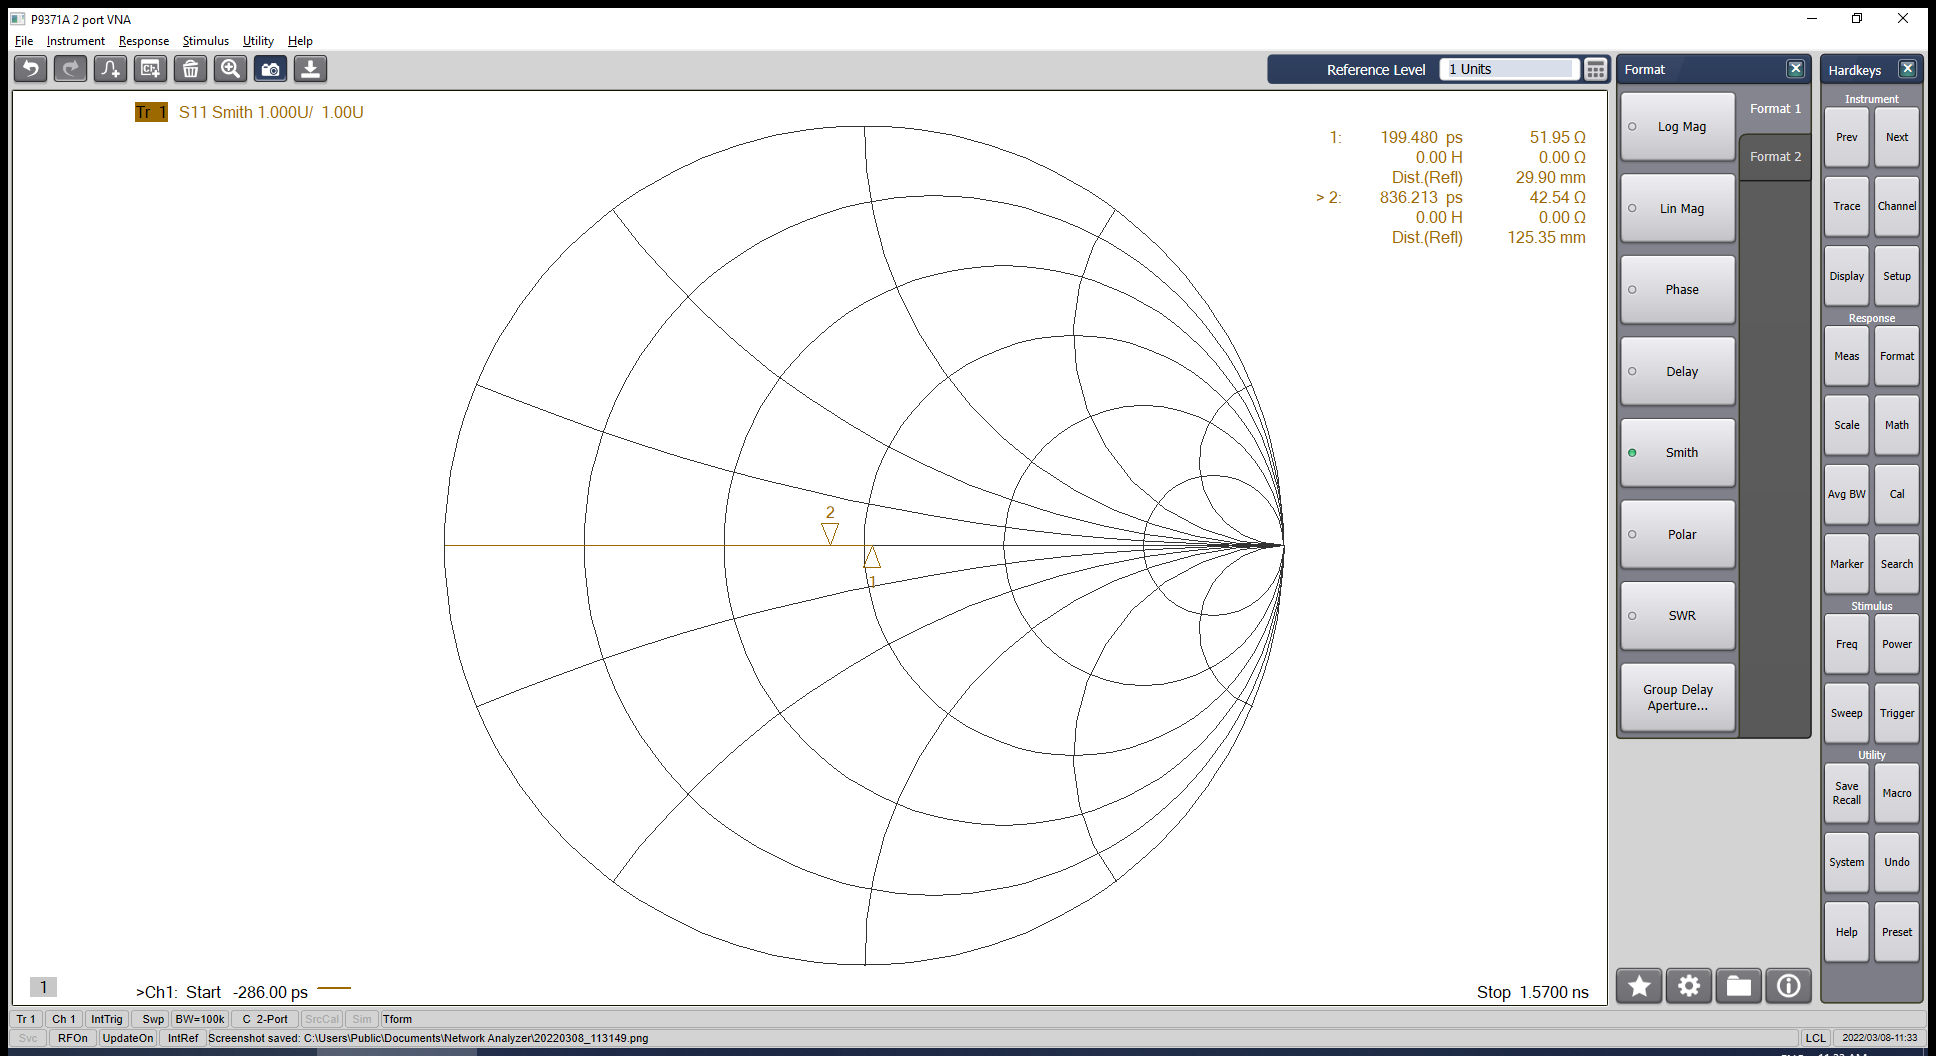 P9371A 2 port VNA
File Instrument Response Stimulus Utility Help
Reference Level 1 Units
Tr 1 S11 Smith 1.000U/ 1.00U
1: 199.480 ps 51.95 Ω
0.00 H 0.00 Ω
Dist.(Refl) 29.90 mm
> 2: 836.213 ps 42.54 Ω
0.00 H 0.00 Ω
Dist.(Refl) 125.35 mm
2
1
1
>Ch1: Start -286.00 ps
Stop 1.5700 ns
Format
Format 1
Format 2
Log Mag
Lin Mag
Phase
Delay
Smith
Polar
SWR
Group Delay
Aperture...
Hardkeys
Instrument
Prev Next
Trace Channel
Display Setup
Response
Meas Format
Scale Math
Avg BW Cal
Marker Search
Stimulus
Freq Power
Sweep Trigger
Utility
Save
Recall
Macro
System Undo
Help Preset
Tr 1 Ch 1 IntTrig Swp BW=100k C 2-Port SrcCal Sim Tform
Svc RFOn UpdateOn IntRef Screenshot saved: C:\Users\Public\Documents\Network Analyzer\20220308_113149.png LCL 2022/03/08-11:33